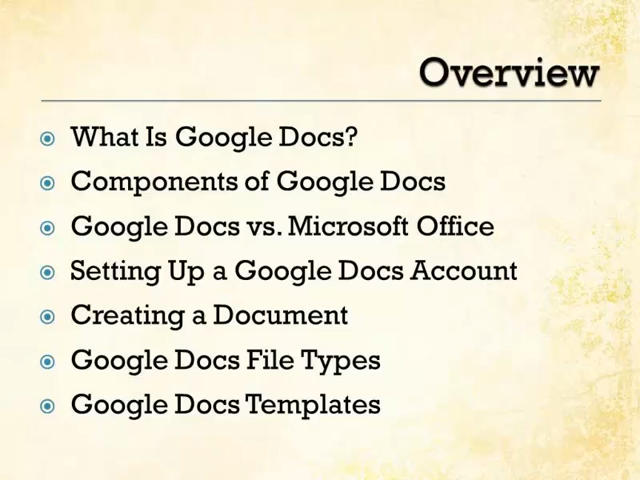 Overview
What Is Google Docs?
Components of Google Docs
Google Docs vs. Microsoft Office
Setting Up a Google Docs Account
Creating a Document
Google Docs File Types
Google Docs Templates